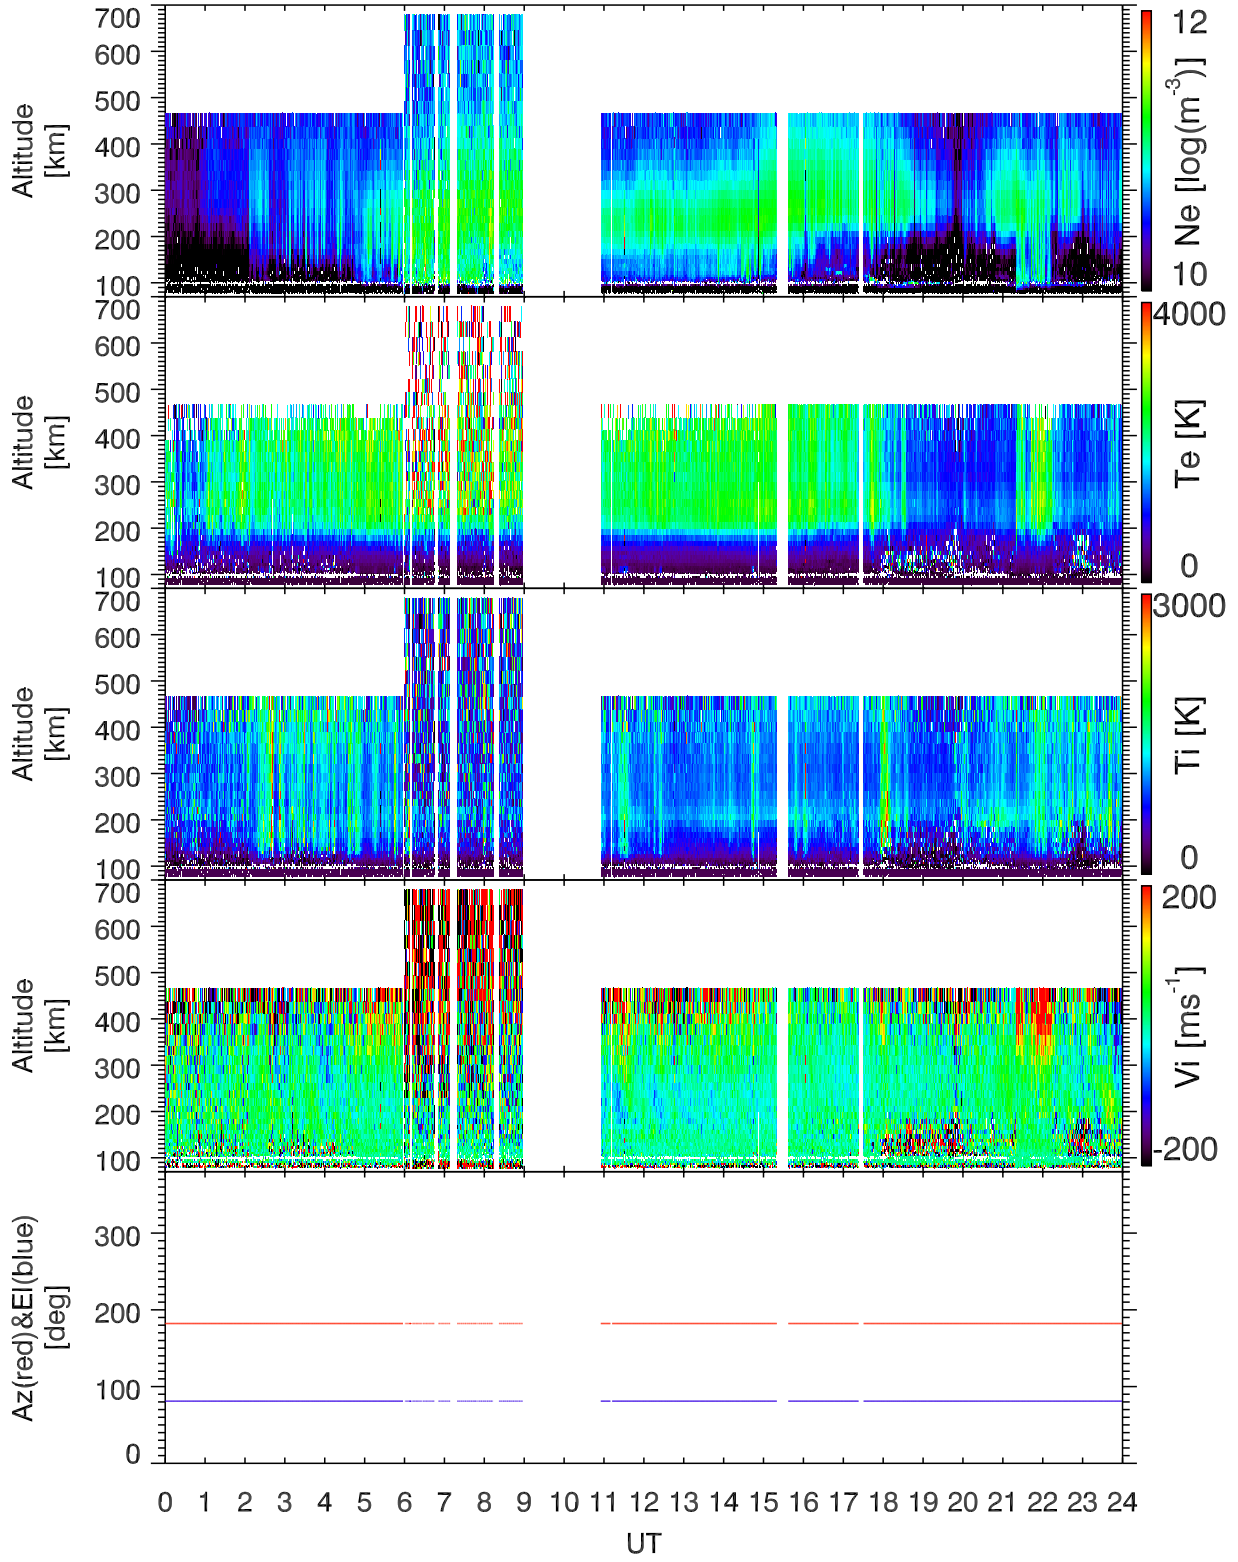 700
600
500
400
300
200
100
Altitude
[km]
12
Ne [log(m⁻³)]
10
700
600
500
400
300
200
100
Altitude
[km]
4000
Te [K]
0
700
600
500
400
300
200
100
Altitude
[km]
3000
Ti [K]
0
700
600
500
400
300
200
100
Altitude
[km]
200
Vi [ms⁻¹]
-200
300
200
100
0
Az(red)&El(blue)
[deg]
0 1 2 3 4 5 6 7 8 9 10 11 12 13 14 15 16 17 18 19 20 21 22 23 24
UT